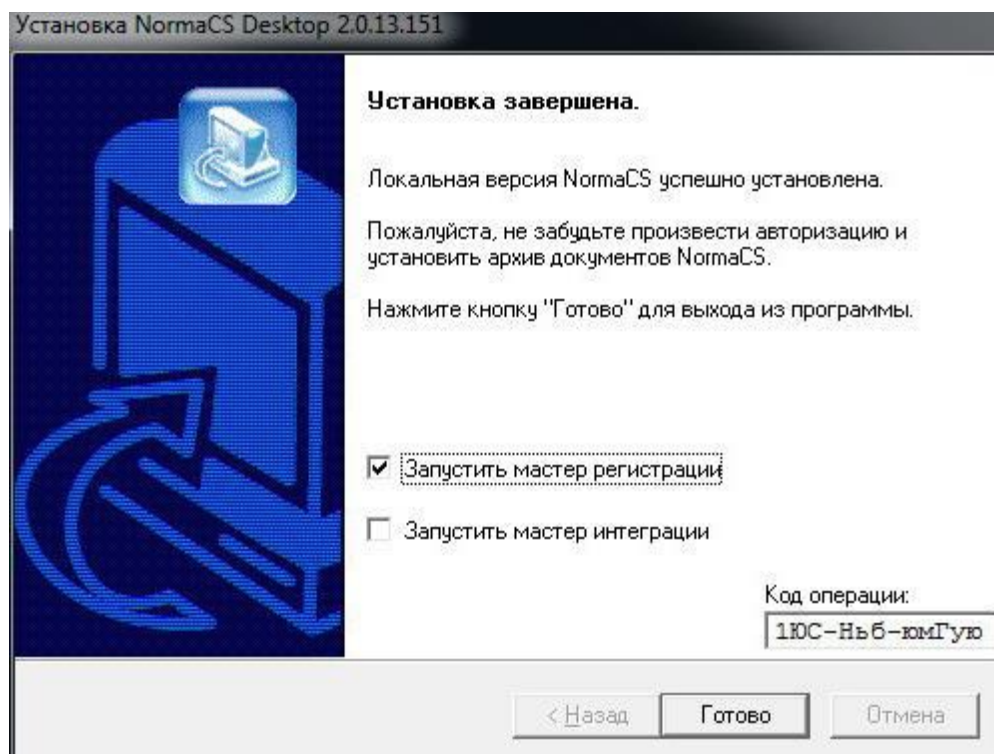 Установка NormaCS Desktop 2.0.13.151
Установка завершена.
Локальная версия NormaCS успешно установлена.
Пожалуйста, не забудьте произвести авторизацию и
установить архив документов NormaCS.
Нажмите кнопку "Готово" для выхода из программы.
Запустить мастер регистрации
Запустить мастер интеграции
Код операции:
1ЮС-Ньб-юмГую
< Назад
Готово
Отмена